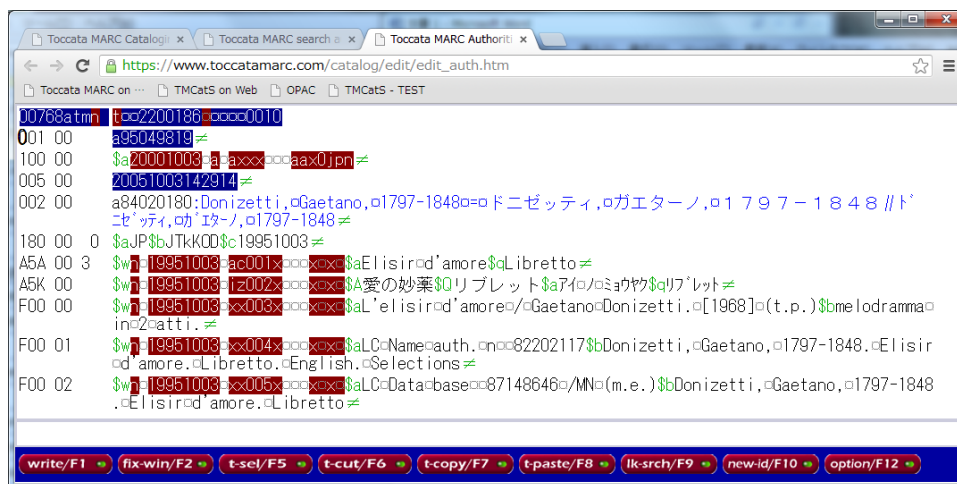 Toccata MARC Catalogin
Toccata MARC search a
Toccata MARC Authoriti
https://www.toccatamarc.com/catalog/edit/edit_auth.htm
Toccata MARC on … TMCatS on Web OPAC TMCatS - TEST
00768atmn t□□2200186□□□□□0010
001 00 a95049819≠
100 00 $a20001003□a□axxx□□□aax0jpn≠
005 00 20051003142914≠
002 00 a84020180:Donizetti,□Gaetano,□1797-1848□=□ドニゼッティ,□ガエターノ,□１７９７－１８４８∥ﾄﾞ
ﾆｾﾞｯﾃｨ,□ｶﾞｴﾀｰﾉ,□1797-1848≠
180 00 0 $aJP$bJTkKOD$c19951003≠
A5A 00 3 $wn□19951003□ac001x□□□x□x□$aElisir□d'amore$qLibretto≠
A5K 00 $wn□19951003□iz002x□□□x□x□$A愛の妙薬$Qリブレット$aｱｲ□ﾉ□ﾐｮｳﾔｸ$qﾘﾌﾞﾚｯﾄ≠
F00 00 $wn□19951003□xx003x□□□x□x□$aL'elisir□d'amore□/□Gaetano□Donizetti.□[1968]□(t.p.)$bmelodramma□
in□2□atti.≠
F00 01 $wn□19951003□xx004x□□□x□x□$aLC□Name□auth.□n□□82202117$bDonizetti,□Gaetano,□1797-1848.□Elisir
□d'amore.□Libretto.□English.□Selections≠
F00 02 $wn□19951003□xx005x□□□x□x□$aLC□Data□base□□87148646□/MN□(m.e.)$bDonizetti,□Gaetano,□1797-1848
.□Elisir□d'amore.□Libretto≠
write/F1 fix-win/F2 t-sel/F5 t-cut/F6 t-copy/F7 t-paste/F8 lk-srch/F9 new-id/F10 option/F12